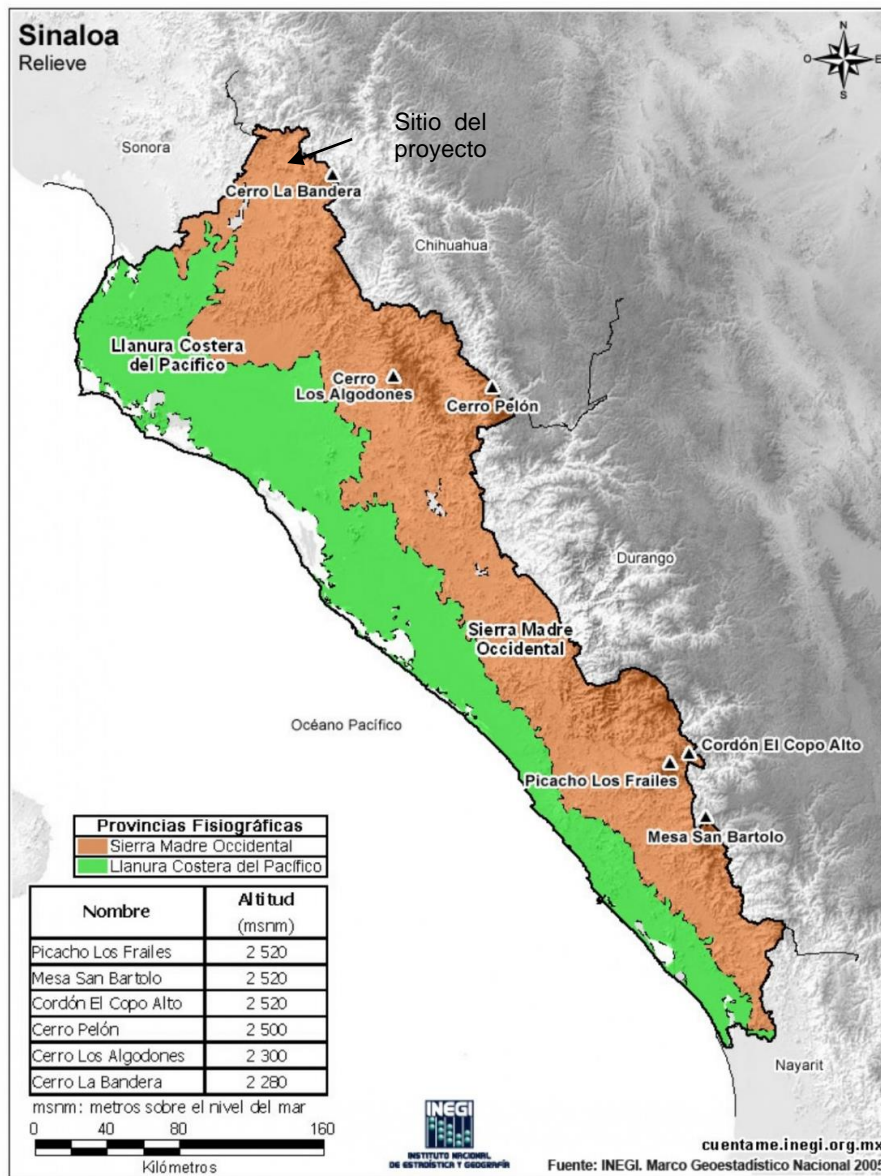 Sinaloa
Relieve
N
O
E
S
Sitio del
proyecto
Sonora
Cerro La Bandera
Chihuahua
Llanura Costera
del Pacífico
Cerro
Los Algodones
Cerro Pelón
Durango
Sierra Madre
Occidental
Océano Pacífico
Cordón El Copo Alto
Picacho Los Frailes
Mesa San Bartolo
Provincias Fisiográficas
Sierra Madre Occidental
Llanura Costera del Pacífico
Nombre Altitud
(msnm)
Picacho Los Frailes 2 520
Mesa San Bartolo 2 520
Cordón El Copo Alto 2 520
Cerro Pelón 2 500
Cerro Los Algodones 2 300
Cerro La Bandera 2 280
msnm: metros sobre el nivel del mar
0 40 80 160
Kilómetros
Nayarit
INEGI
INSTITUTO NACIONAL
DE ESTADÍSTICA Y GEOGRAFÍA
cuentame.inegi.org.mx
Fuente: INEGI. Marco Geoestadístico Nacional 2005